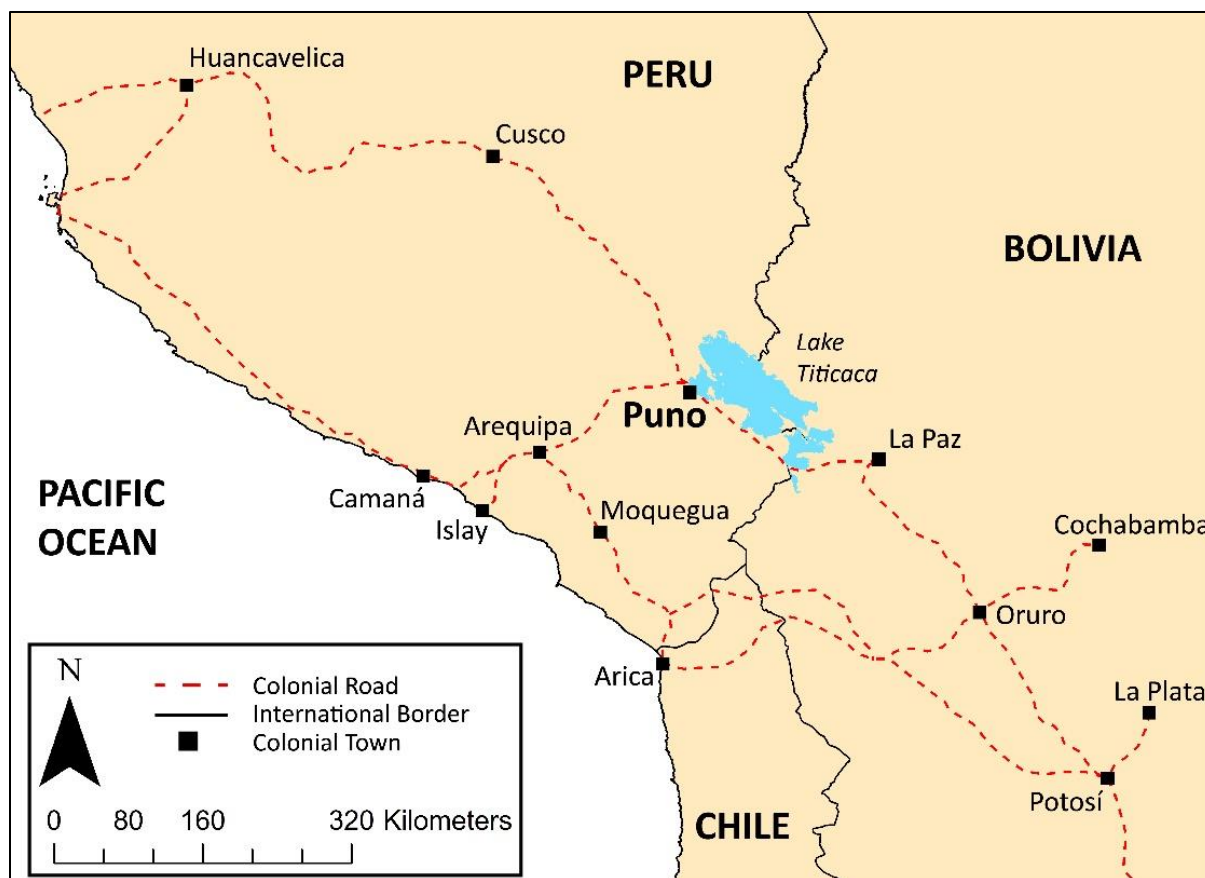 Huancavelica
PERU
Cusco
BOLIVIA
Lake
Titicaca
Puno
Arequipa
La Paz
Camaná
Islay
PACIFIC
OCEAN
Moquegua
Cochabamba
Oruro
Arica
La Plata
Potosí
CHILE
N
Colonial Road
International Border
Colonial Town
0 80 160 320 Kilometers